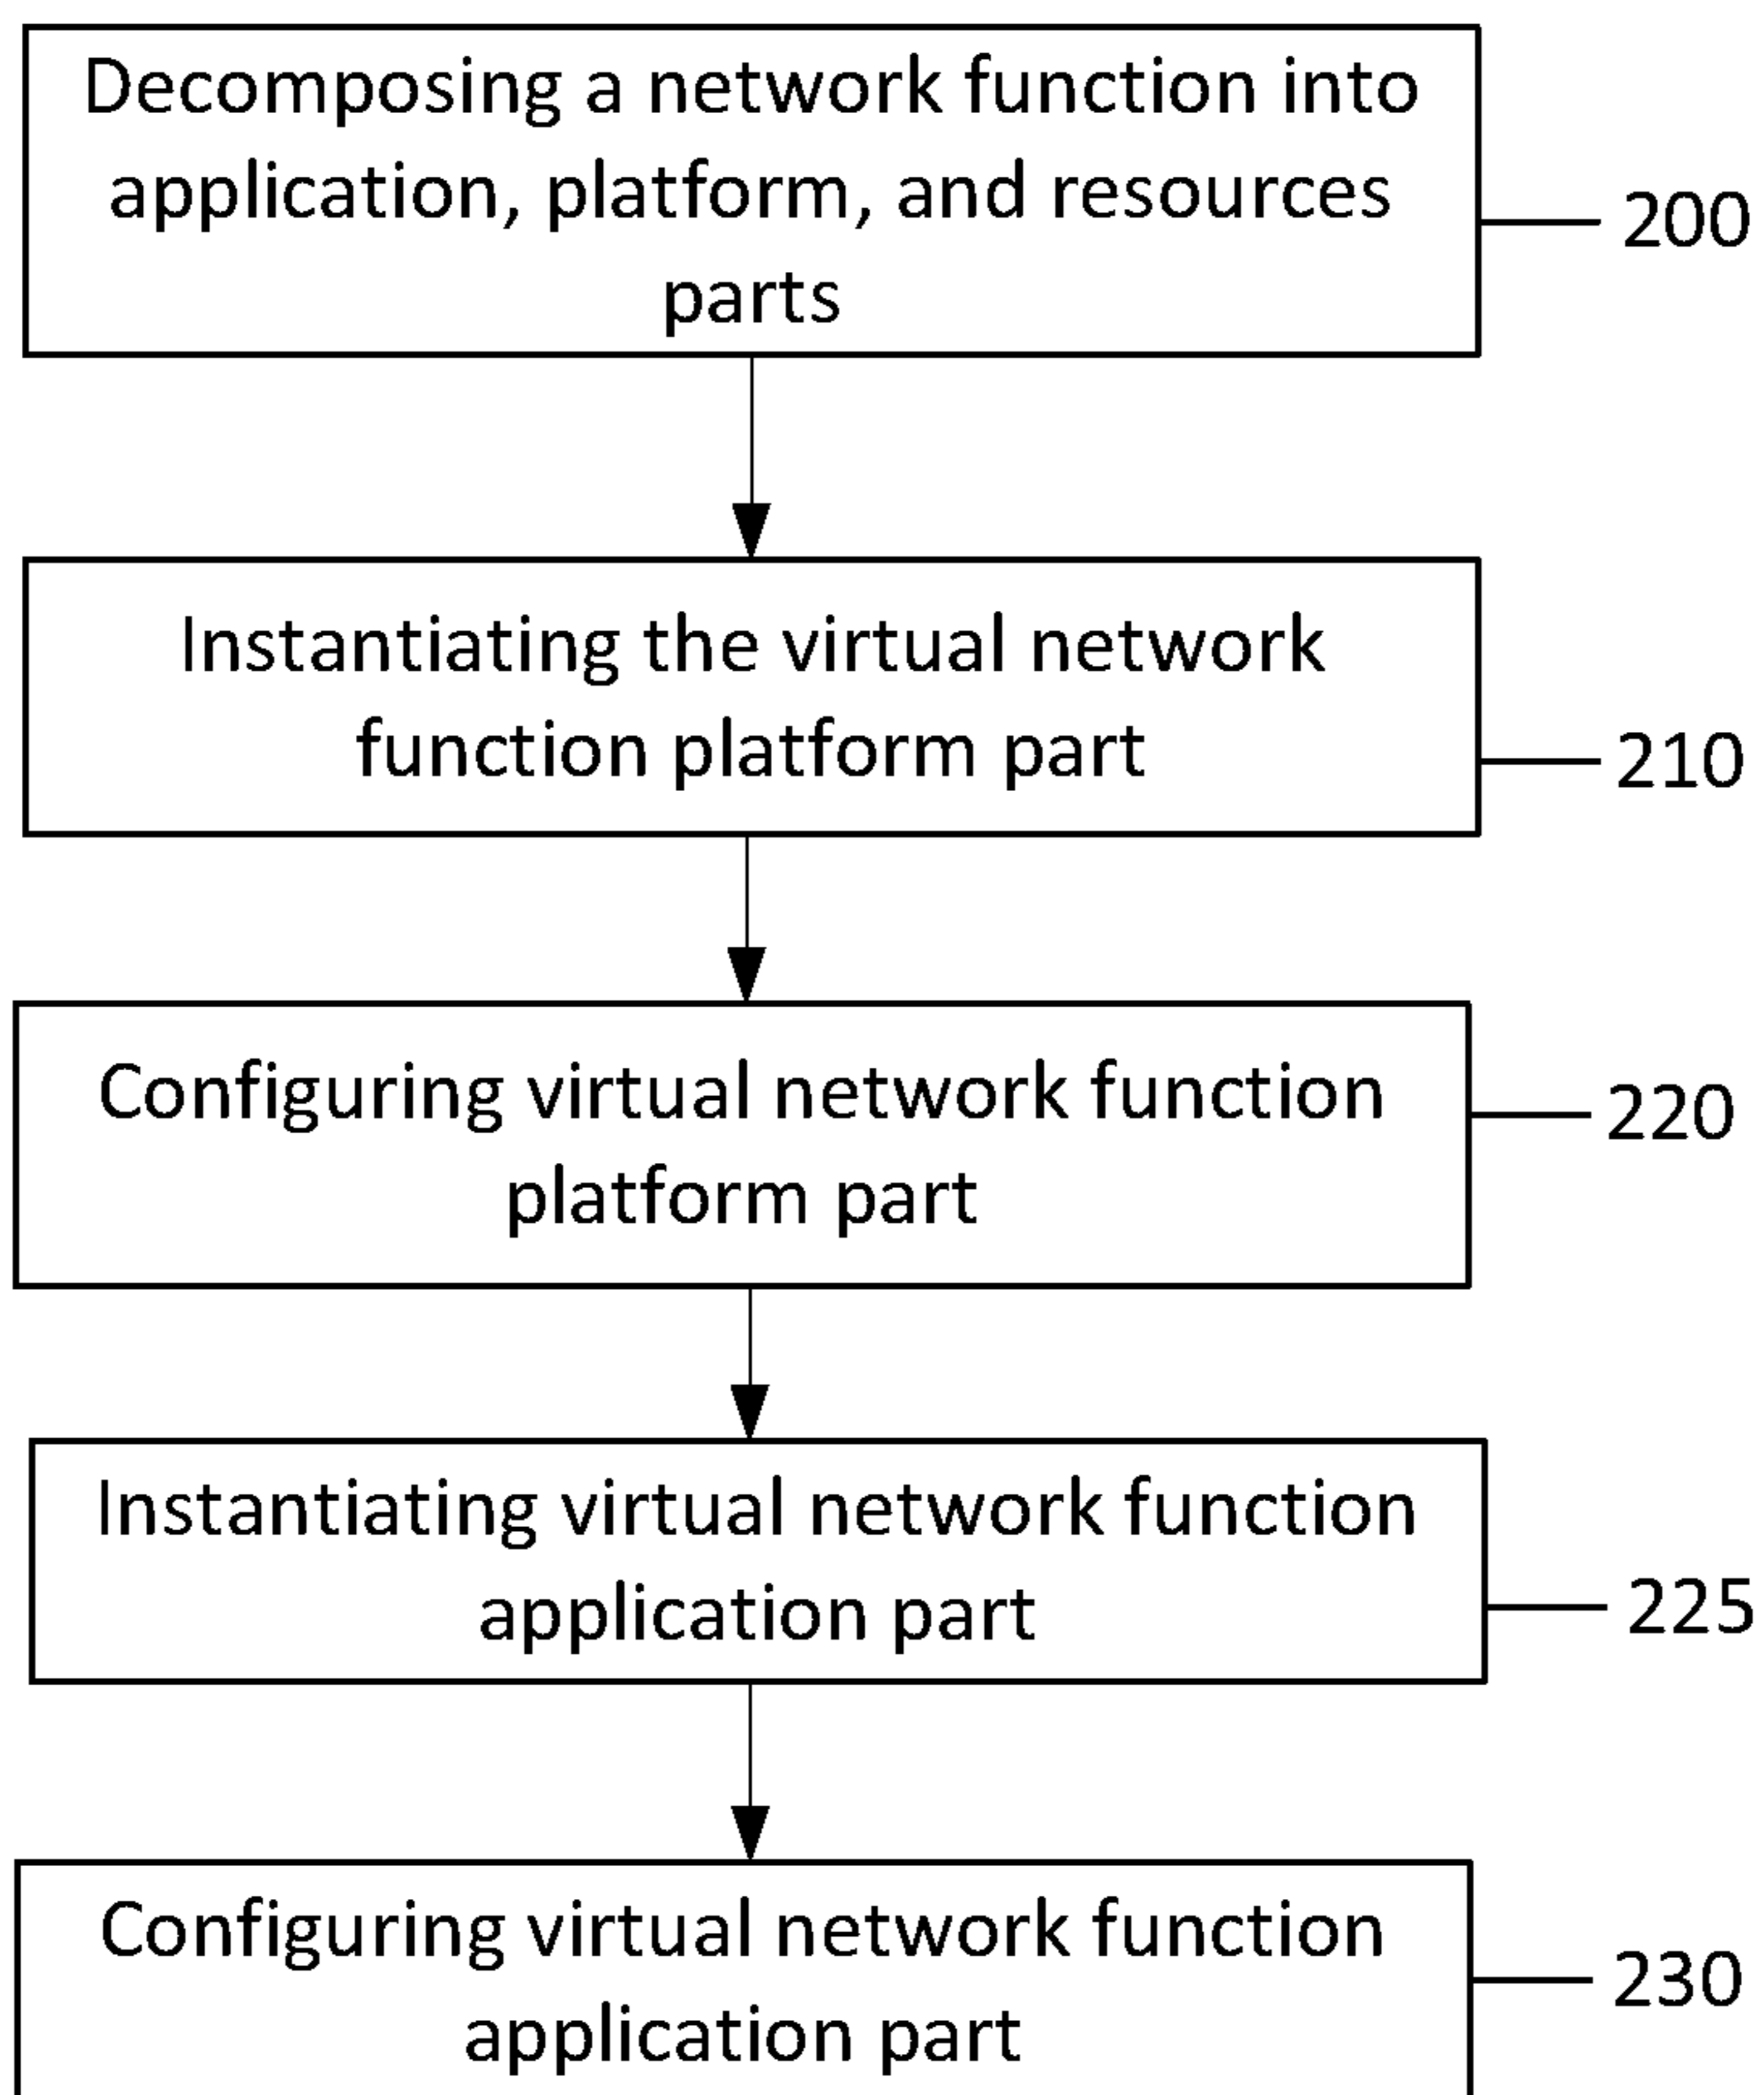 Decomposing a network function into
application, platform, and resources
parts
200
Instantiating the virtual network
function platform part
210
Configuring virtual network function
platform part
220
Instantiating virtual network function
application part
225
Configuring virtual network function
application part
230